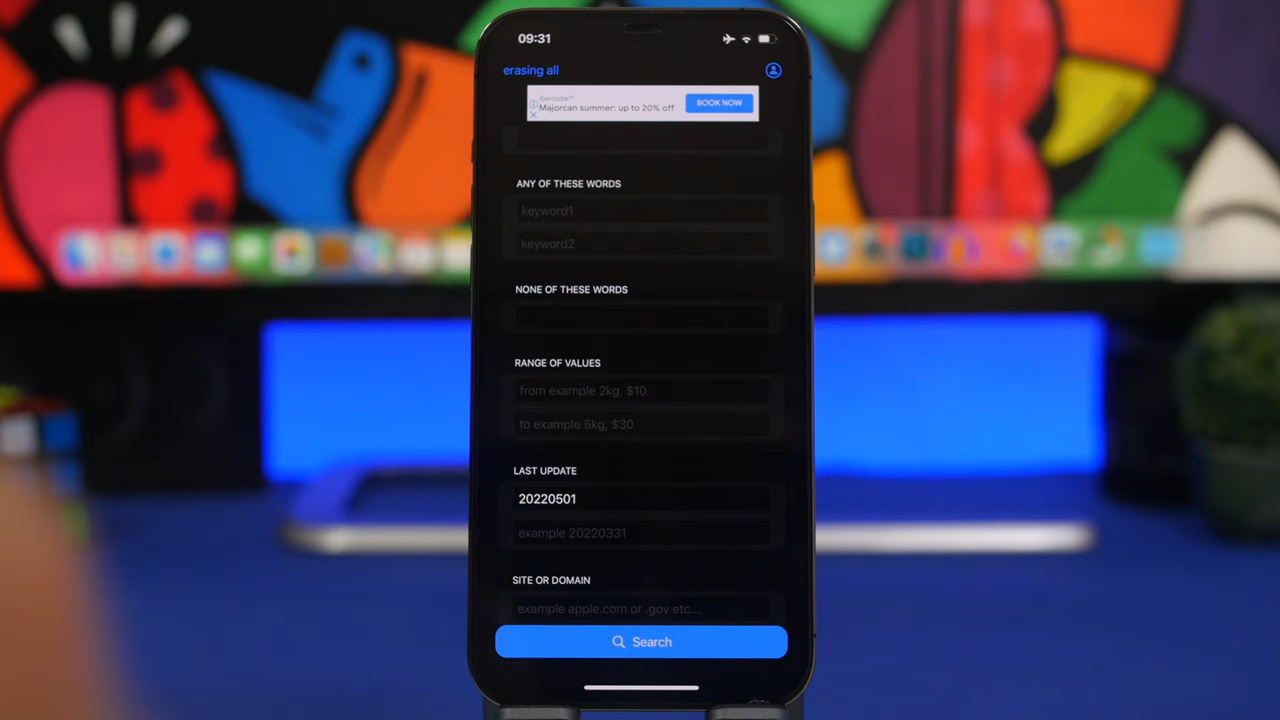 09:31
erasing all
Iberostar™
Majorcan summer: up to 20% off
BOOK NOW
ANY OF THESE WORDS
keyword1
keyword2
NONE OF THESE WORDS
RANGE OF VALUES
from example 2kg, $10
to example 5kg, $30
LAST UPDATE
20220501
example 20220331
SITE OR DOMAIN
example apple.com or .gov etc...
Search